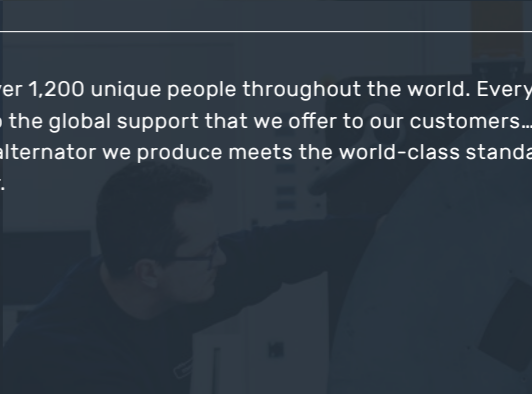 er 1,200 unique people throughout the world. Every
the global support that we offer to our customers...
alternator we produce meets the world-class standa
.